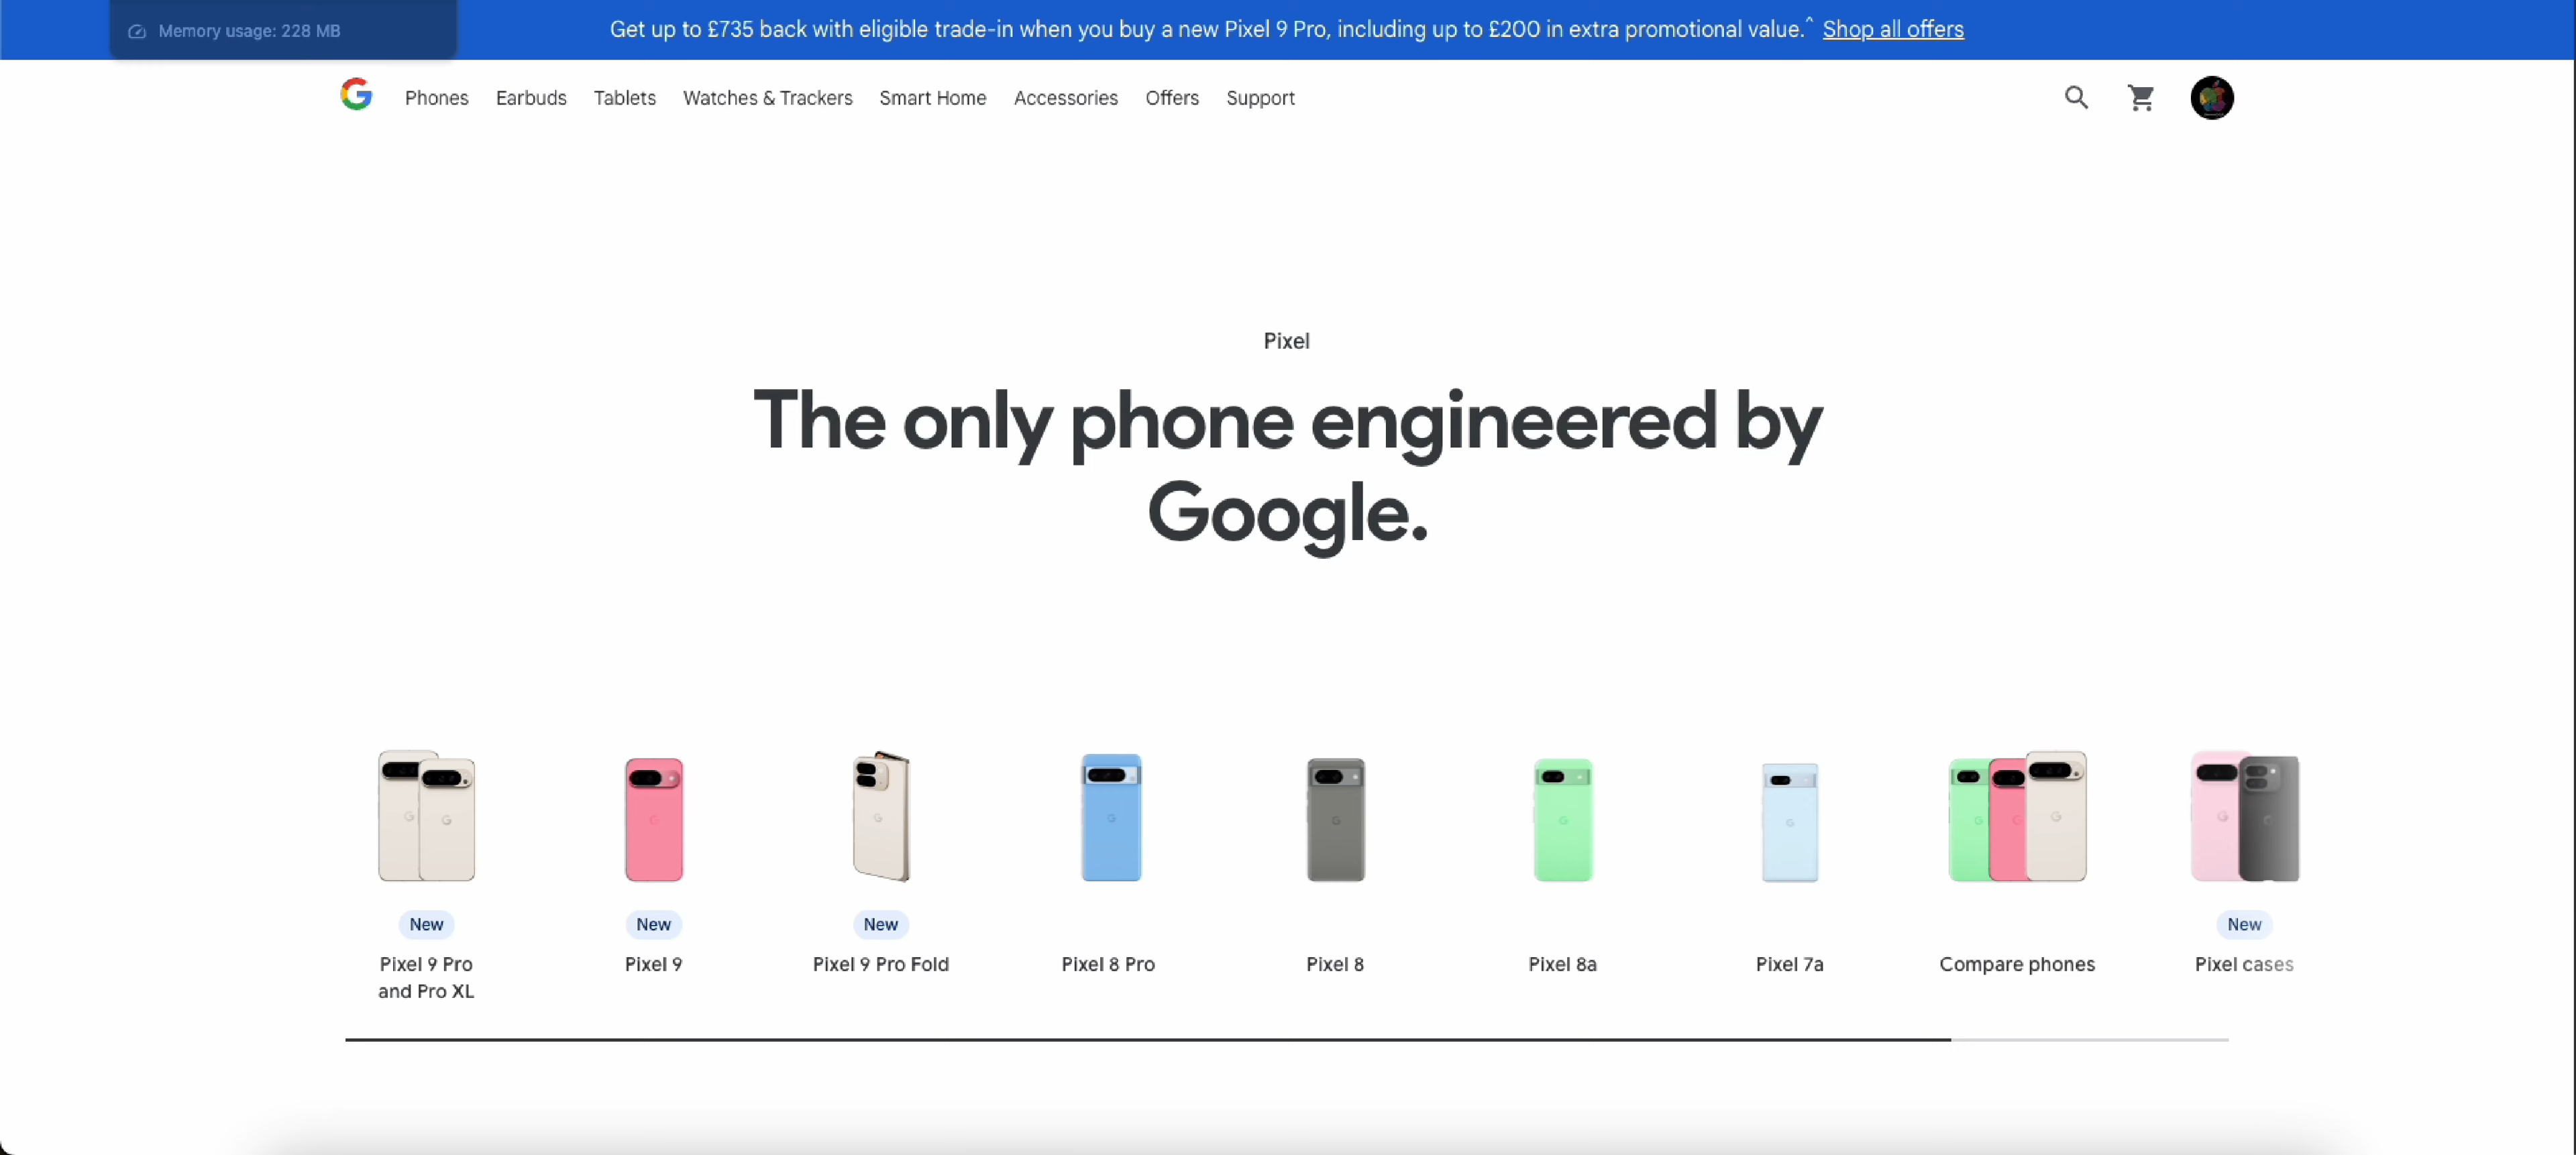 Memory usage: 228 MB
Get up to £735 back with eligible trade-in when you buy a new Pixel 9 Pro, including up to £200 in extra promotional value.^ Shop all offers
Phones Earbuds Tablets Watches & Trackers Smart Home Accessories Offers Support
Pixel
The only phone engineered by
Google.
New
Pixel 9 Pro
and Pro XL
New
Pixel 9
New
Pixel 9 Pro Fold
Pixel 8 Pro
Pixel 8
Pixel 8a
Pixel 7a
Compare phones
New
Pixel cases